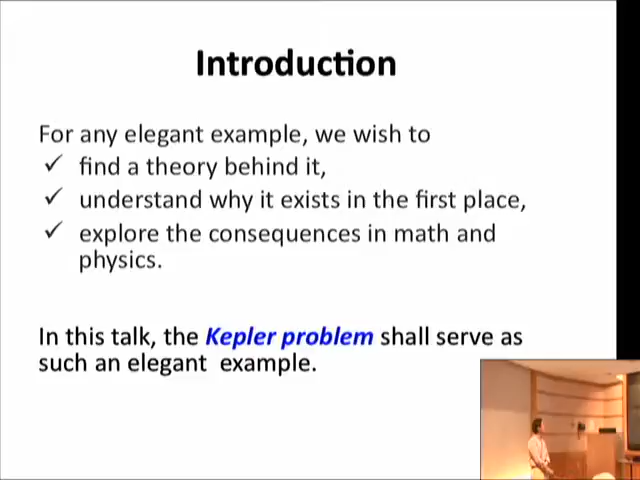 Introduction
For any elegant example, we wish to
✓ find a theory behind it,
✓ understand why it exists in the first place,
✓ explore the consequences in math and
physics.
In this talk, the Kepler problem shall serve as
such an elegant example.